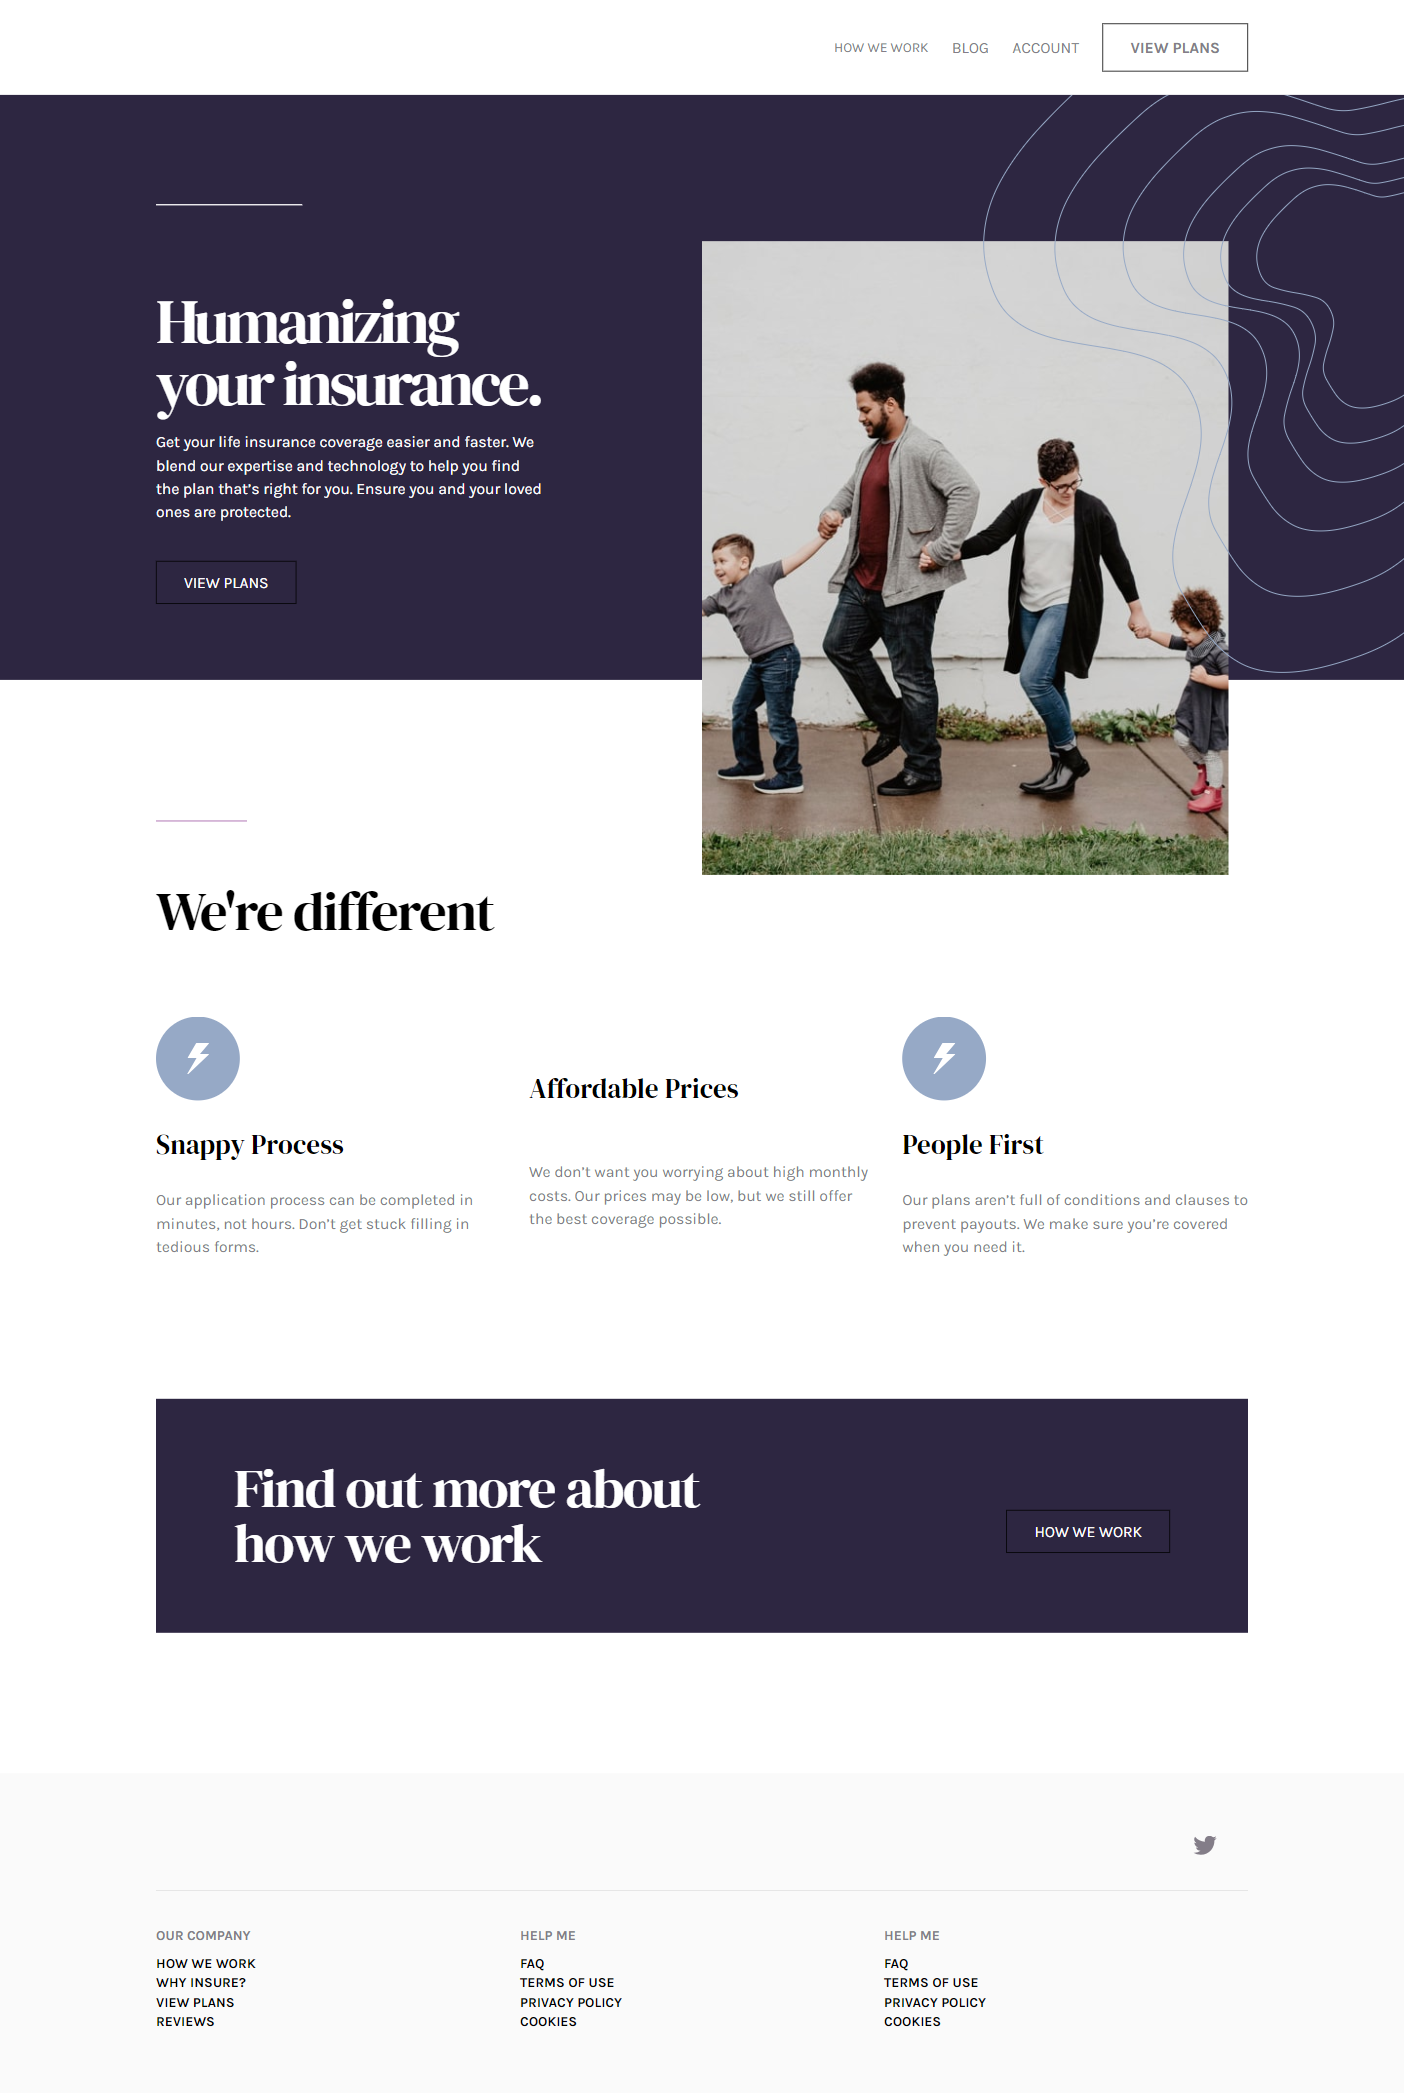 HOW WE WORK BLOG ACCOUNT VIEW PLANS
Humanizing
your insurance.
Get your life insurance coverage easier and faster. We
blend our expertise and technology to help you find
the plan that’s right for you. Ensure you and your loved
ones are protected.
VIEW PLANS
We're different
Snappy Process
Our application process can be completed in
minutes, not hours. Don’t get stuck filling in
tedious forms.
Affordable Prices
We don’t want you worrying about high monthly
costs. Our prices may be low, but we still offer
the best coverage possible.
People First
Our plans aren’t full of conditions and clauses to
prevent payouts. We make sure you’re covered
when you need it.
Find out more about
how we work
HOW WE WORK
OUR COMPANY
HOW WE WORK
WHY INSURE?
VIEW PLANS
REVIEWS
HELP ME
FAQ
TERMS OF USE
PRIVACY POLICY
COOKIES
HELP ME
FAQ
TERMS OF USE
PRIVACY POLICY
COOKIES